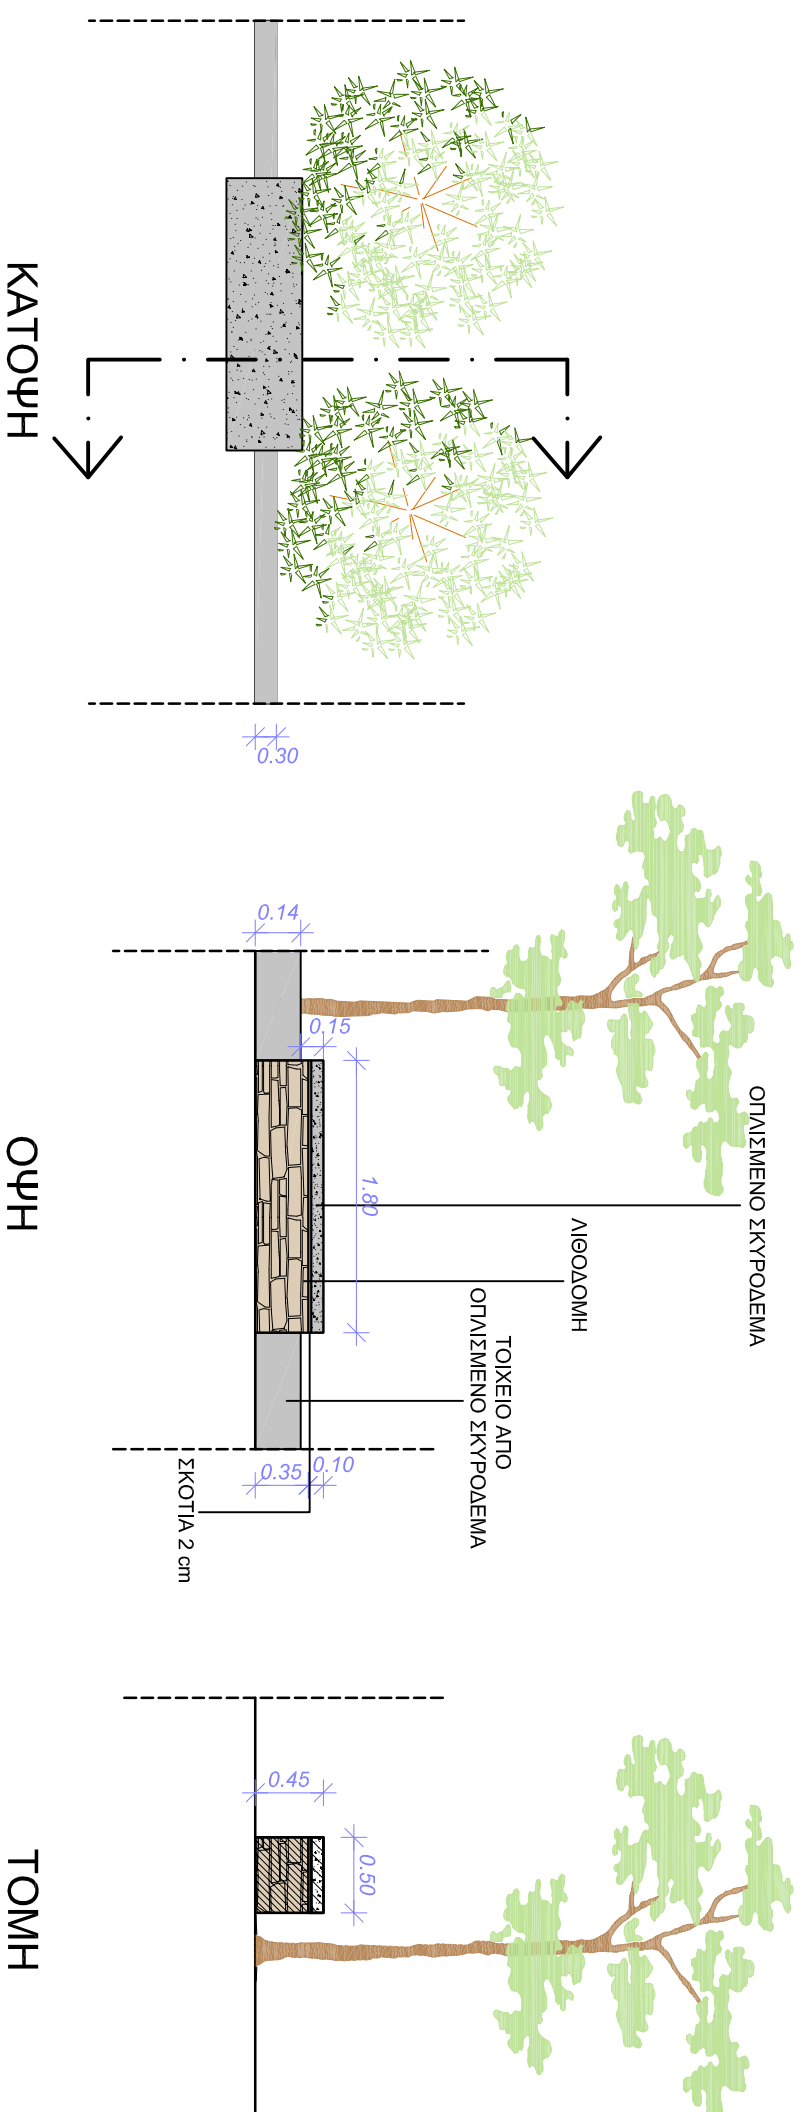 ΚΑΤΟΨΗ
0.30
ΟΨΗ
0.14
0.15
1.80
ΟΠΛΙΣΜΕΝΟ ΣΚΥΡΟΔΕΜΑ
ΛΙΘΟΔΟΜΗ
ΤΟΙΧΕΙΟ ΑΠΟ
ΟΠΛΙΣΜΕΝΟ ΣΚΥΡΟΔΕΜΑ
0.35
0.10
ΣΚΟΤΙΑ 2 cm
ΤΟΜΗ
0.45
0.50